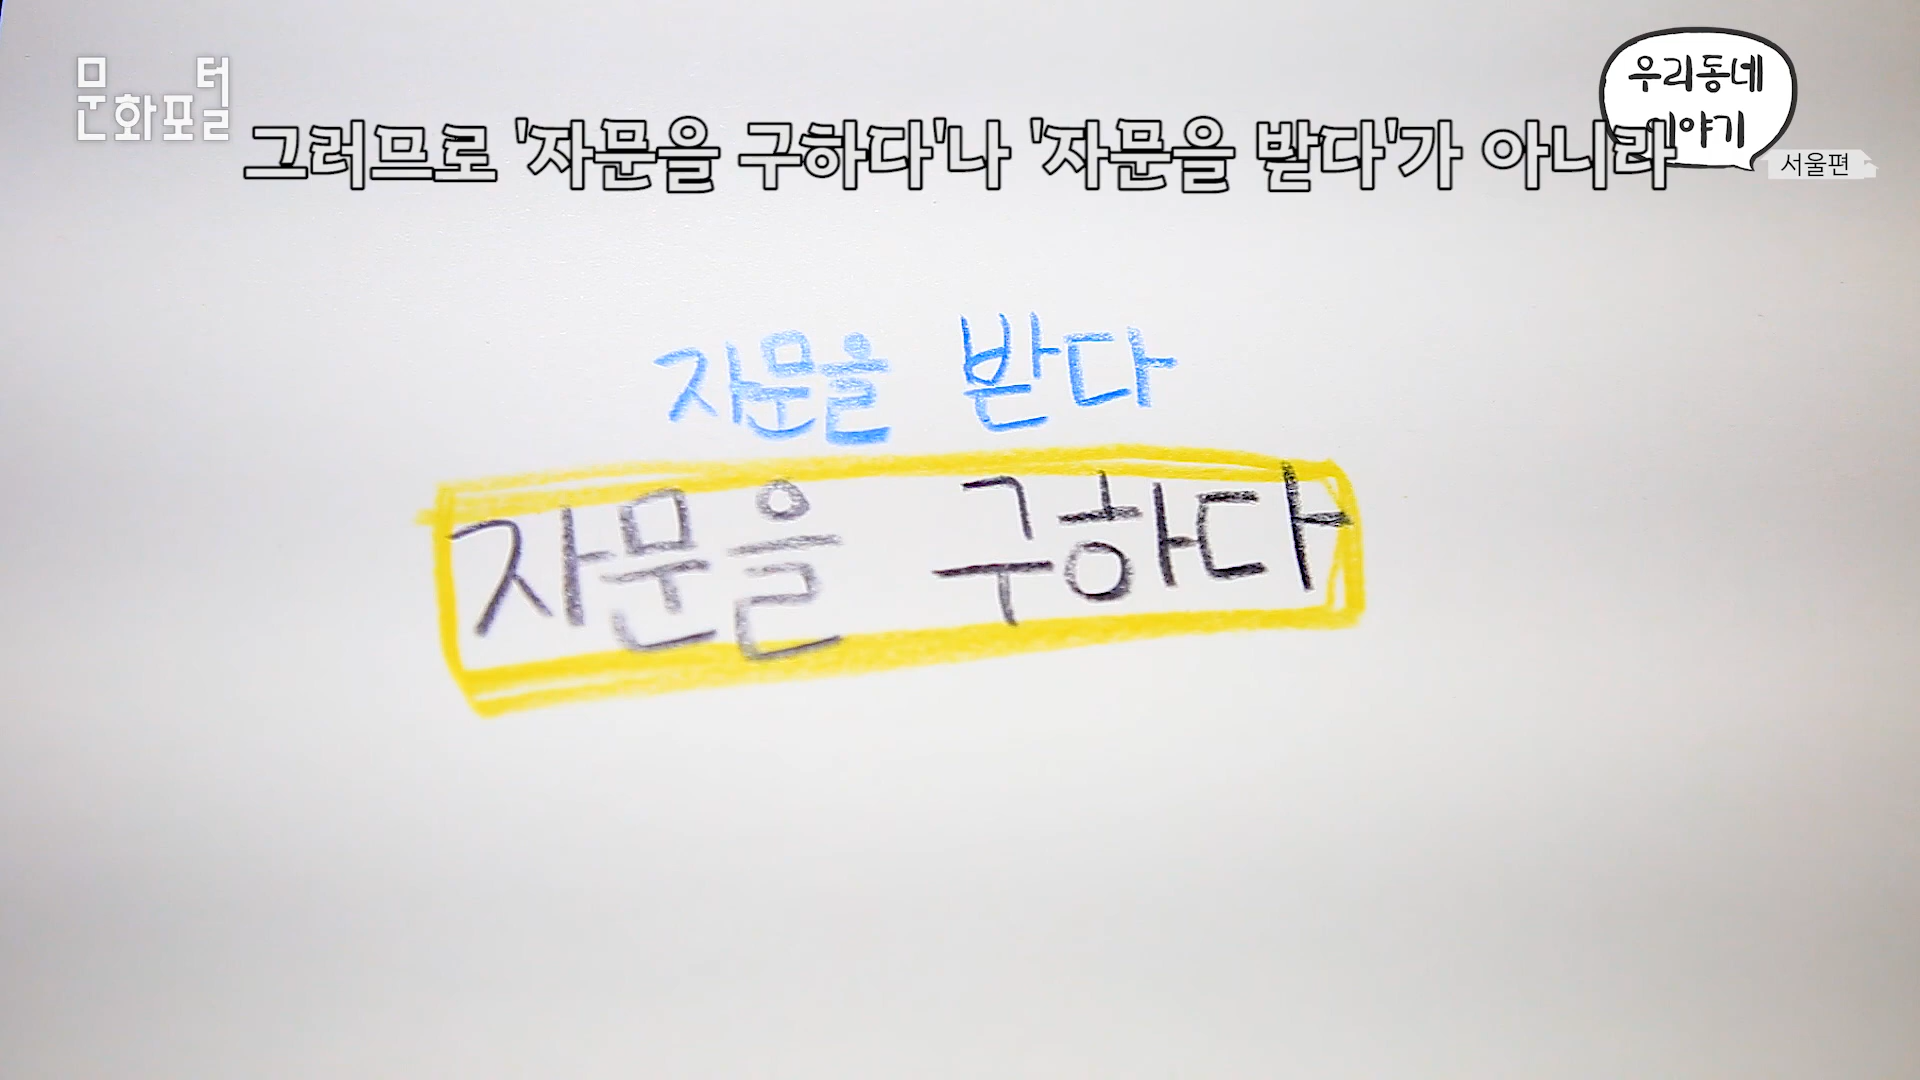 문화포털
우리동네
이야기
서울편
그러므로 '자문을 구하다'나 '자문을 받다'가 아니라
자문을 받다
자문을 구하다